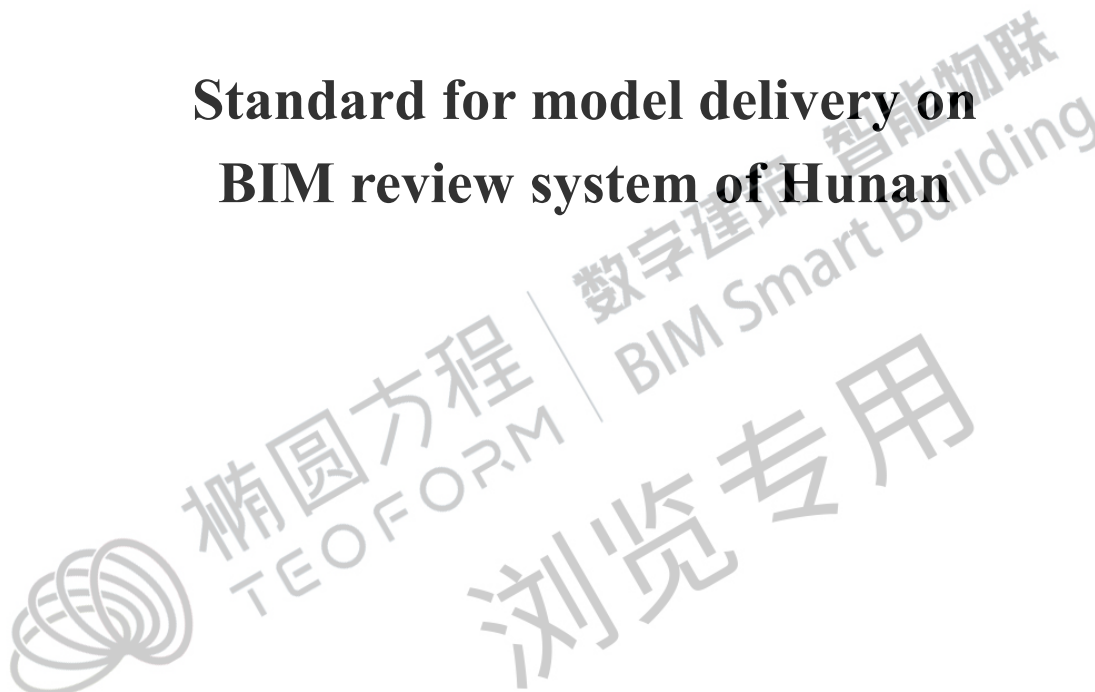 Standard for model delivery on
BIM review system of Hunan
数字建筑 智能物联
BIM Smart Building
椭圆方程
TEOFORM
浏览专用